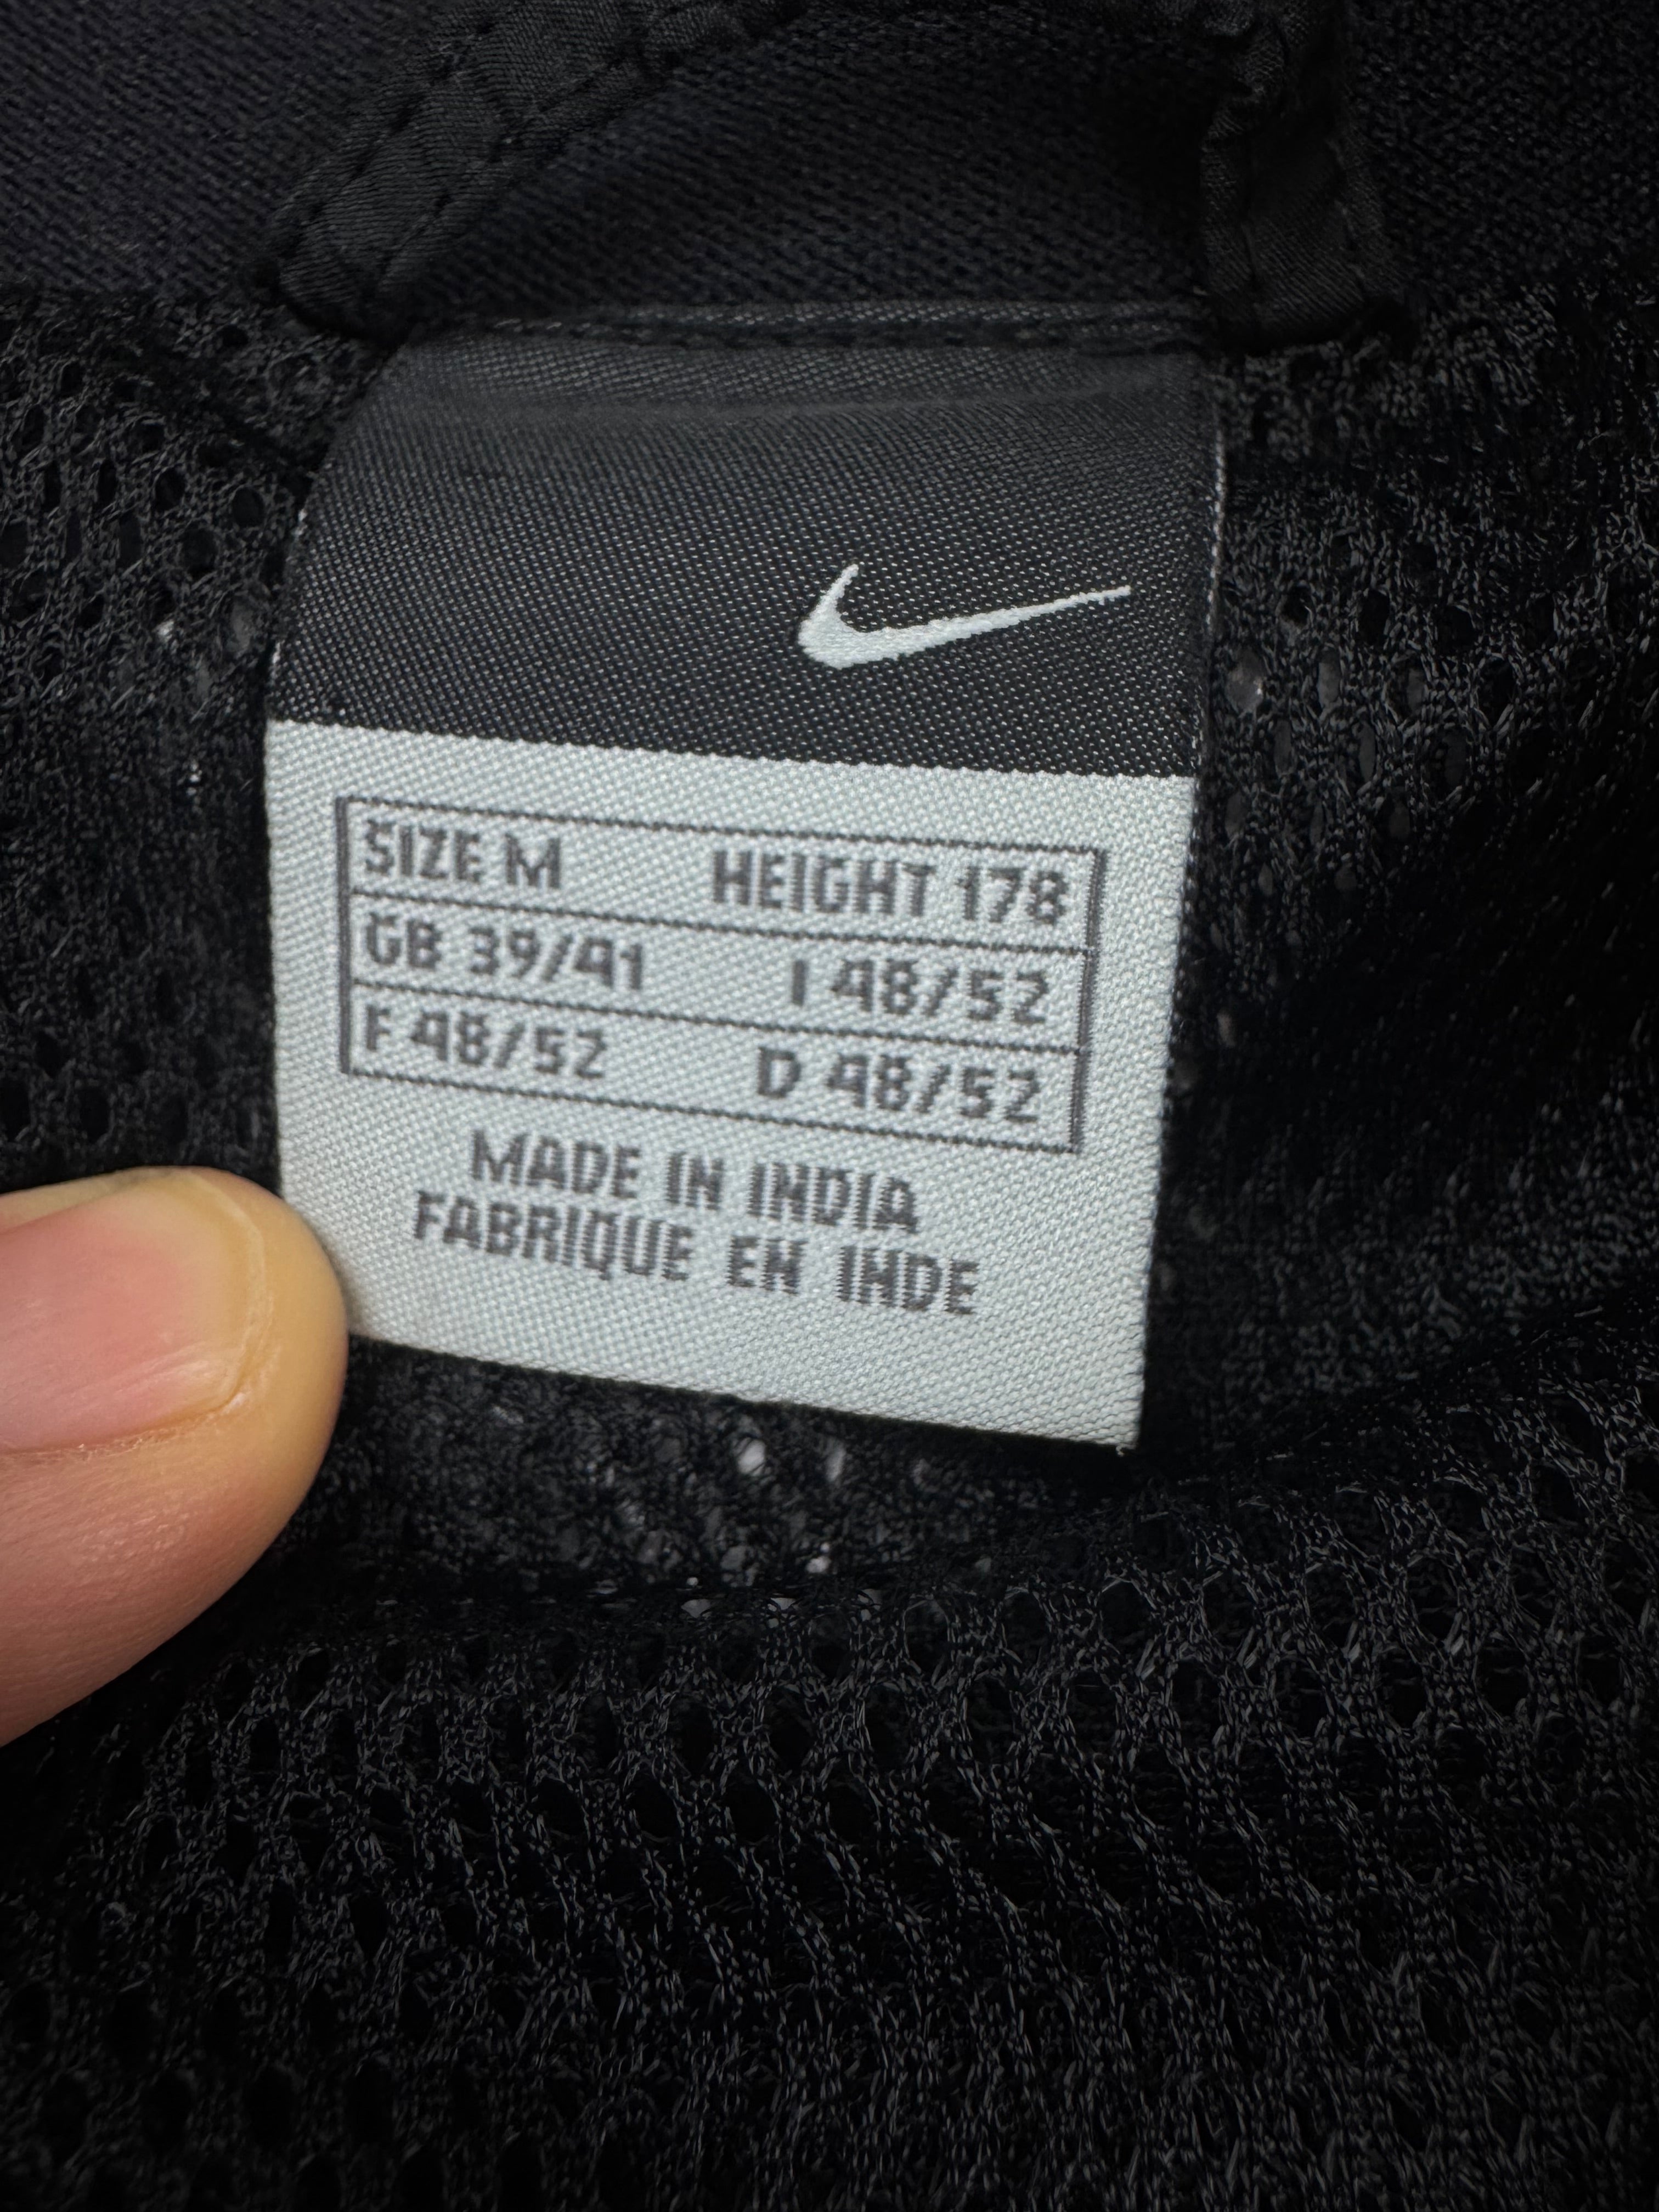 SIZE M HEIGHT 178
GB 39/41 I 48/52
F 48/52 D 48/52
MADE IN INDIA
FABRIQUE EN INDE